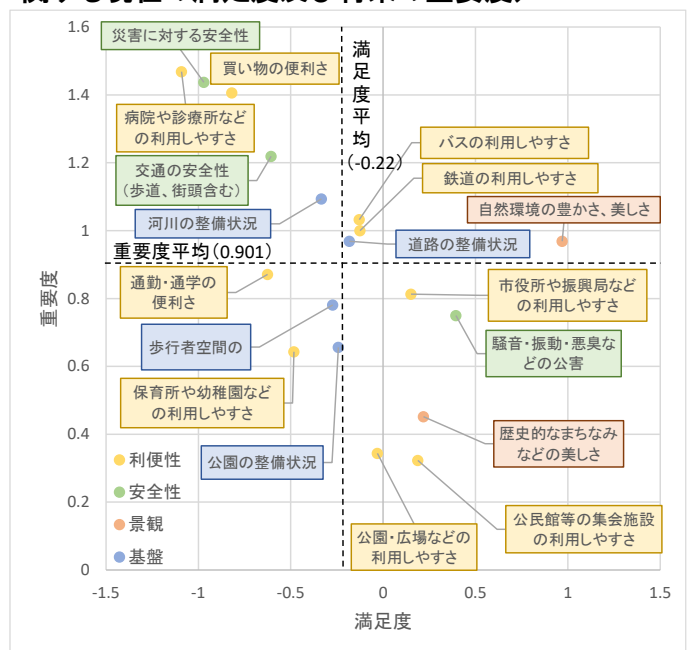 災害に対する安全性
買い物の便利さ
病院や診療所など
の利用しやすさ
交通の安全性
(歩道、街頭含む)
河川の整備状況
満足度平均
(-0.22)
バスの利用しやすさ
鉄道の利用しやすさ
自然環境の豊かさ、美しさ
道路の整備状況
重要度平均(0.901)
通勤・通学の
便利さ
歩行者空間の
保育所や幼稚園など
の利用しやすさ
公園の整備状況
市役所や振興局など
の利用しやすさ
騒音・振動・悪臭な
どの公害
歴史的なまちなみ
などの美しさ
公園・広場などの
利用しやすさ
公民館等の集会施設
の利用しやすさ
利便性
安全性
景観
基盤
重要度
1.6
1.4
1.2
1
0.8
0.6
0.4
0.2
0
-1.5
-1
-0.5
0
0.5
1
1.5
満足度